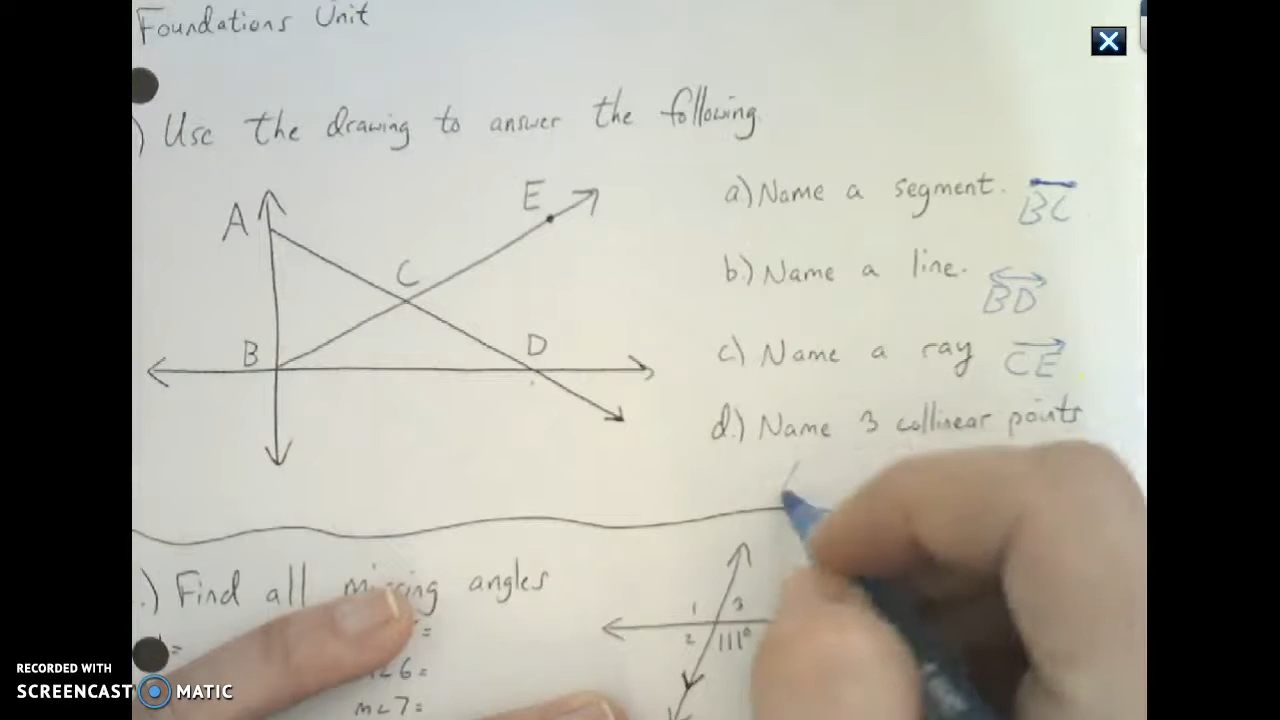 Foundations Unit
) Use the drawing to answer the following
a.) Name a segment. BC
b.) Name a line. BD
c.) Name a ray CE
d.) Name 3 collinear points
A
E
C
B
D
.) Find all missing angles
=
=
m<7=
1
3
2
111°
RECORDED WITH
SCREENCAST MATIC